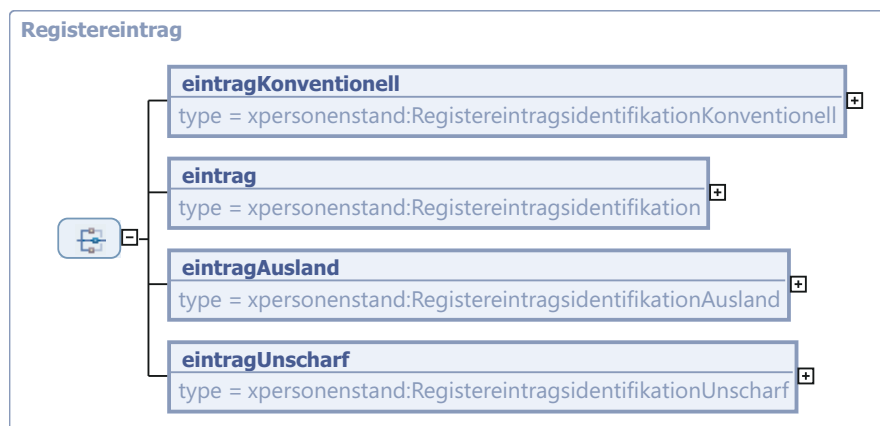 Registereintrag
eintragKonventionell
type = xpersonenstand:RegistereintragsidentifikationKonventionell
eintrag
type = xpersonenstand:Registereintragsidentifikation
eintragAusland
type = xpersonenstand:RegistereintragsidentifikationAusland
eintragUnscharf
type = xpersonenstand:RegistereintragsidentifikationUnscharf